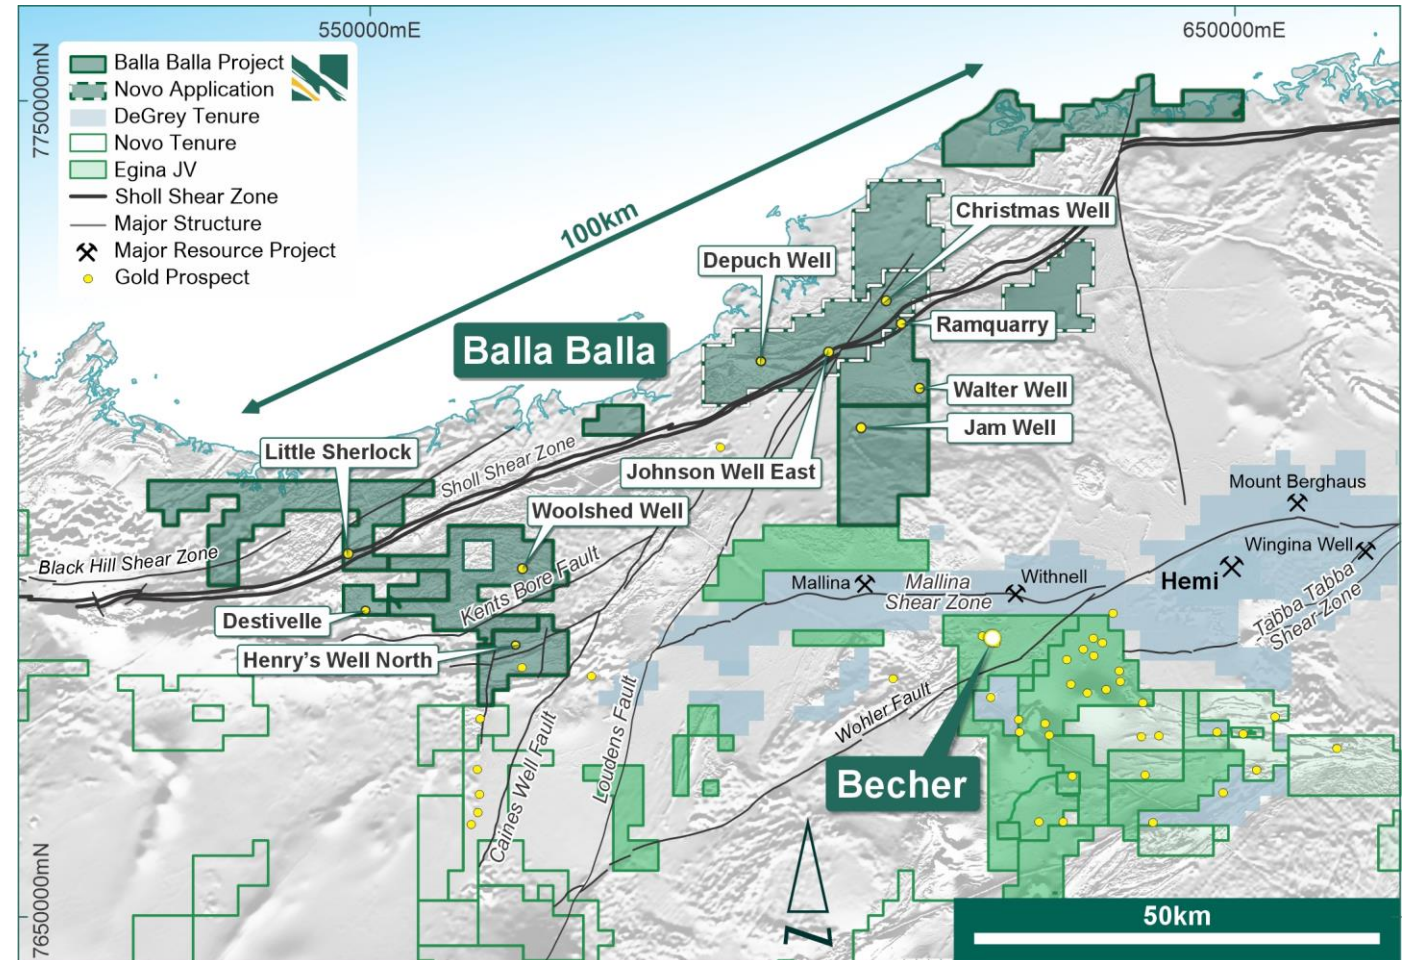 550000mE
650000mE
7750000mN
Balla Balla Project
Novo Application
DeGrey Tenure
Novo Tenure
Egina JV
Sholl Shear Zone
Major Structure
Major Resource Project
Gold Prospect
100km
Christmas Well
Depuch Well
Ramquarry
Balla Balla
Walter Well
Jam Well
Little Sherlock
Sholl Shear Zone
Johnson Well East
Woolshed Well
Mount Berghaus
Black Hill Shear Zone
Wingina Well
Kents Bore Fault
Mallina
Mallina
Shear Zone
Withnell
Hemi
Tabba Tabba
Shear Zone
Destivelle
Henry's Well North
Wohler Fault
Loudens Fault
Caines Well Fault
Becher
7650000mN
N
50km